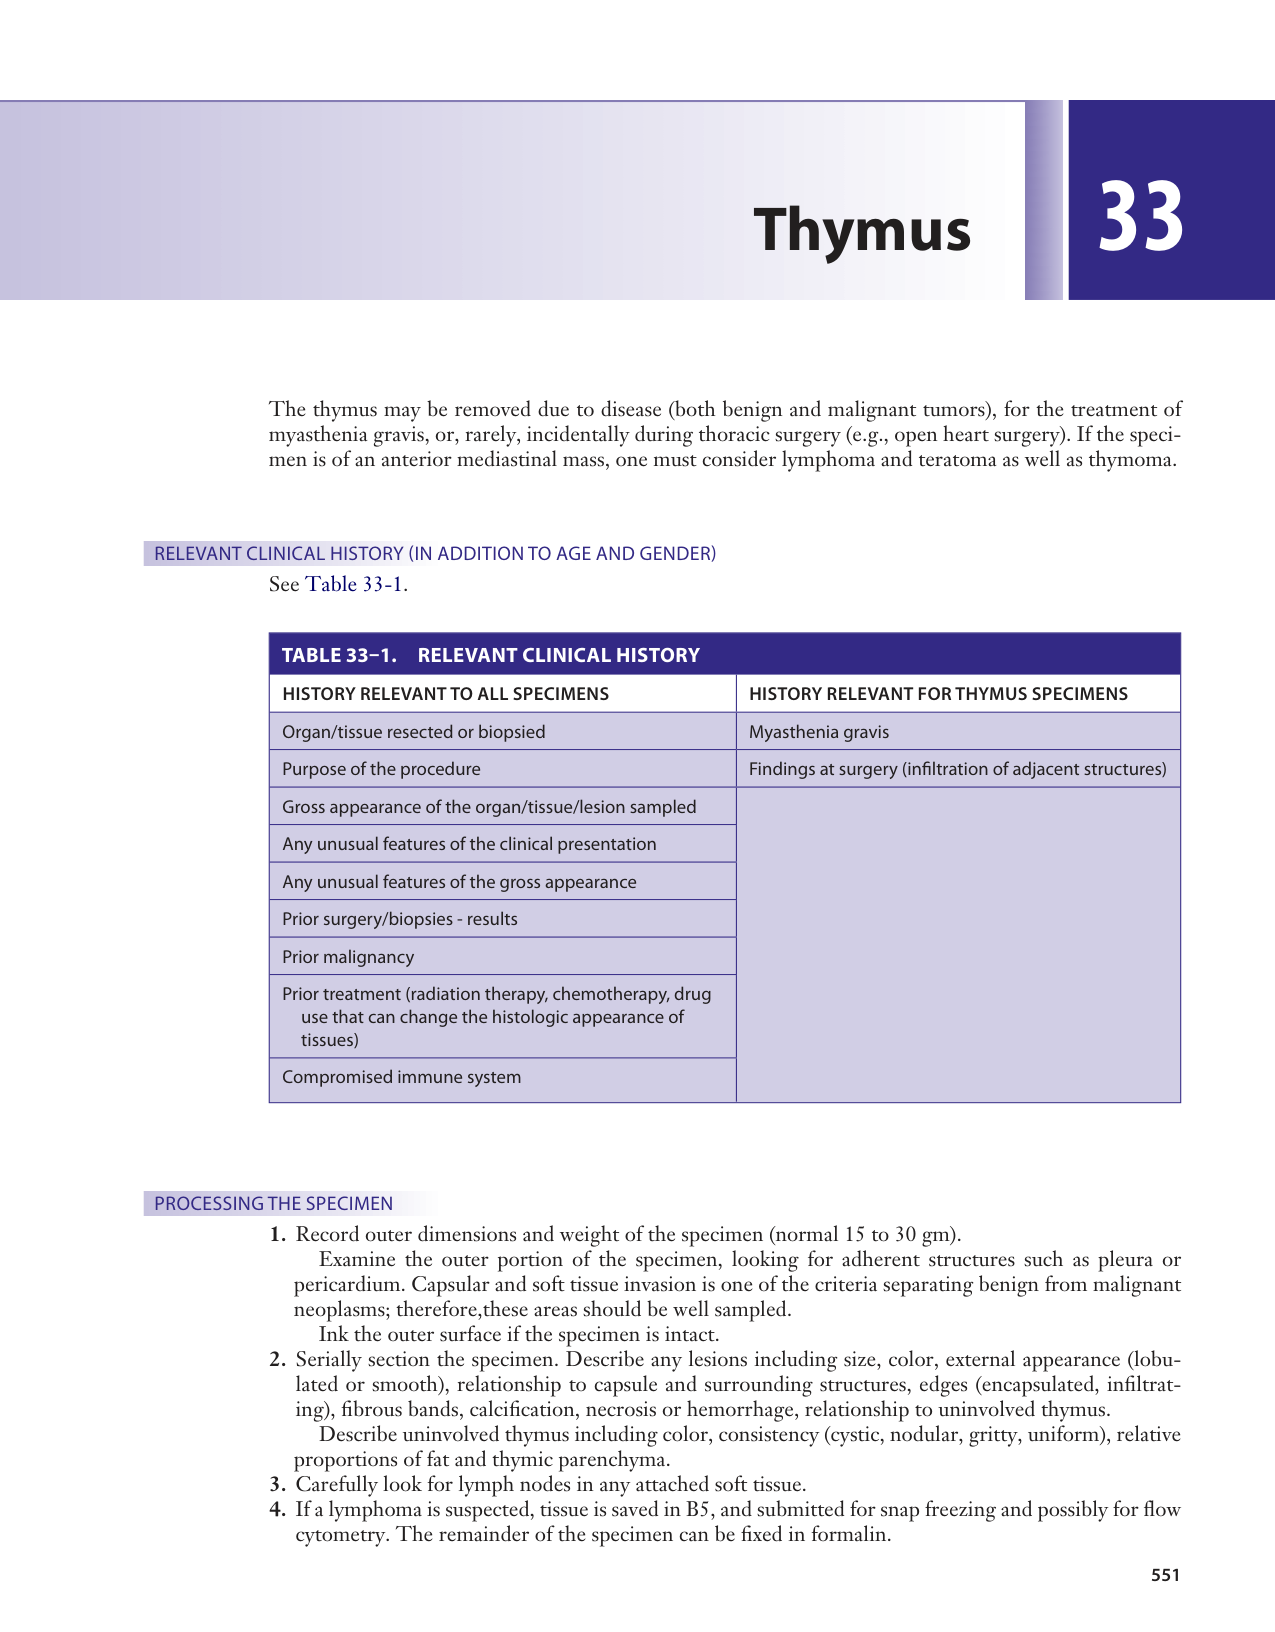 Thymus
33
The thymus may be removed due to disease (both benign and malignant tumors), for the treatment of
myasthenia gravis, or, rarely, incidentally during thoracic surgery (e.g., open heart surgery). If the speci-
men is of an anterior mediastinal mass, one must consider lymphoma and teratoma as well as thymoma.
RELEVANT CLINICAL HISTORY (IN ADDITION TO AGE AND GENDER)
See Table 33-1.
TABLE 33–1. RELEVANT CLINICAL HISTORY
HISTORY RELEVANT TO ALL SPECIMENS
HISTORY RELEVANT FOR THYMUS SPECIMENS
Organ/tissue resected or biopsied
Myasthenia gravis
Purpose of the procedure
Findings at surgery (infiltration of adjacent structures)
Gross appearance of the organ/tissue/lesion sampled
Any unusual features of the clinical presentation
Any unusual features of the gross appearance
Prior surgery/biopsies - results
Prior malignancy
Prior treatment (radiation therapy, chemotherapy, drug
use that can change the histologic appearance of
tissues)
Compromised immune system
PROCESSING THE SPECIMEN
1. Record outer dimensions and weight of the specimen (normal 15 to 30 gm).
Examine the outer portion of the specimen, looking for adherent structures such as pleura or
pericardium. Capsular and soft tissue invasion is one of the criteria separating benign from malignant
neoplasms; therefore,these areas should be well sampled.
Ink the outer surface if the specimen is intact.
2. Serially section the specimen. Describe any lesions including size, color, external appearance (lobu-
lated or smooth), relationship to capsule and surrounding structures, edges (encapsulated, infiltrat-
ing), fibrous bands, calcification, necrosis or hemorrhage, relationship to uninvolved thymus.
Describe uninvolved thymus including color, consistency (cystic, nodular, gritty, uniform), relative
proportions of fat and thymic parenchyma.
3. Carefully look for lymph nodes in any attached soft tissue.
4. If a lymphoma is suspected, tissue is saved in B5, and submitted for snap freezing and possibly for flow
cytometry. The remainder of the specimen can be fixed in formalin.
551